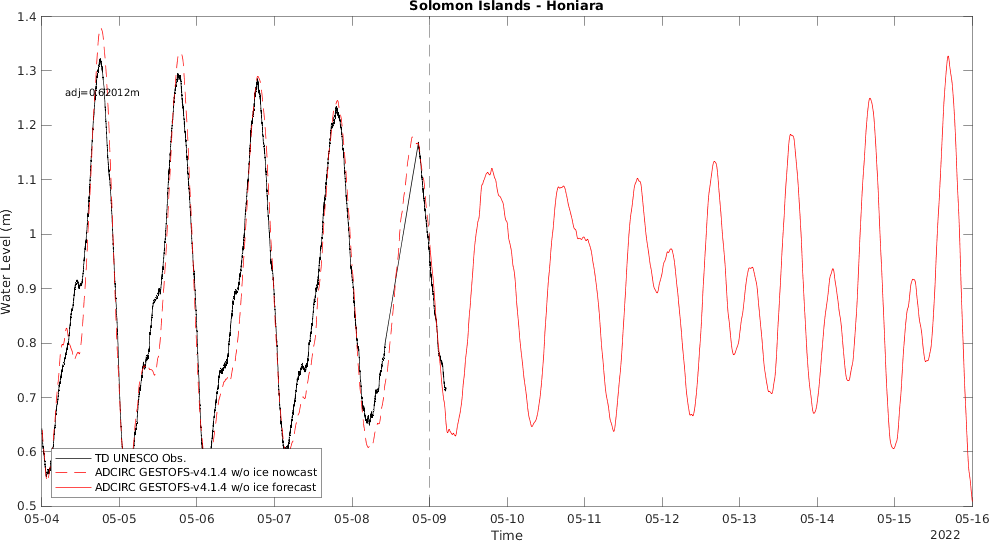 Solomon Islands - Honiara
1.4
1.3
1.2
1.1
1
0.9
0.8
0.7
0.6
0.5
Water Level (m)
adj=0.62012m
TD UNESCO Obs.
ADCIRC GESTOFS-v4.1.4 w/o ice nowcast
ADCIRC GESTOFS-v4.1.4 w/o ice forecast
05-04 05-05 05-06 05-07 05-08 05-09 05-10 05-11 05-12 05-13 05-14 05-15 05-16
Time
2022